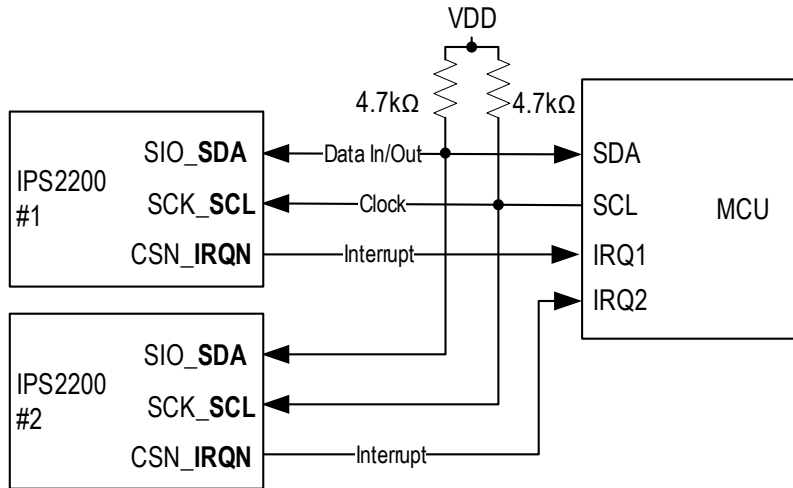 VDD
4.7kΩ 4.7kΩ
IPS2200
#1
SIO_SDA
SCK_SCL
CSN_IRQN
Data In/Out
Clock
Interrupt
SDA
SCL
IRQ1
IRQ2
MCU
IPS2200
#2
SIO_SDA
SCK_SCL
CSN_IRQN
Interrupt